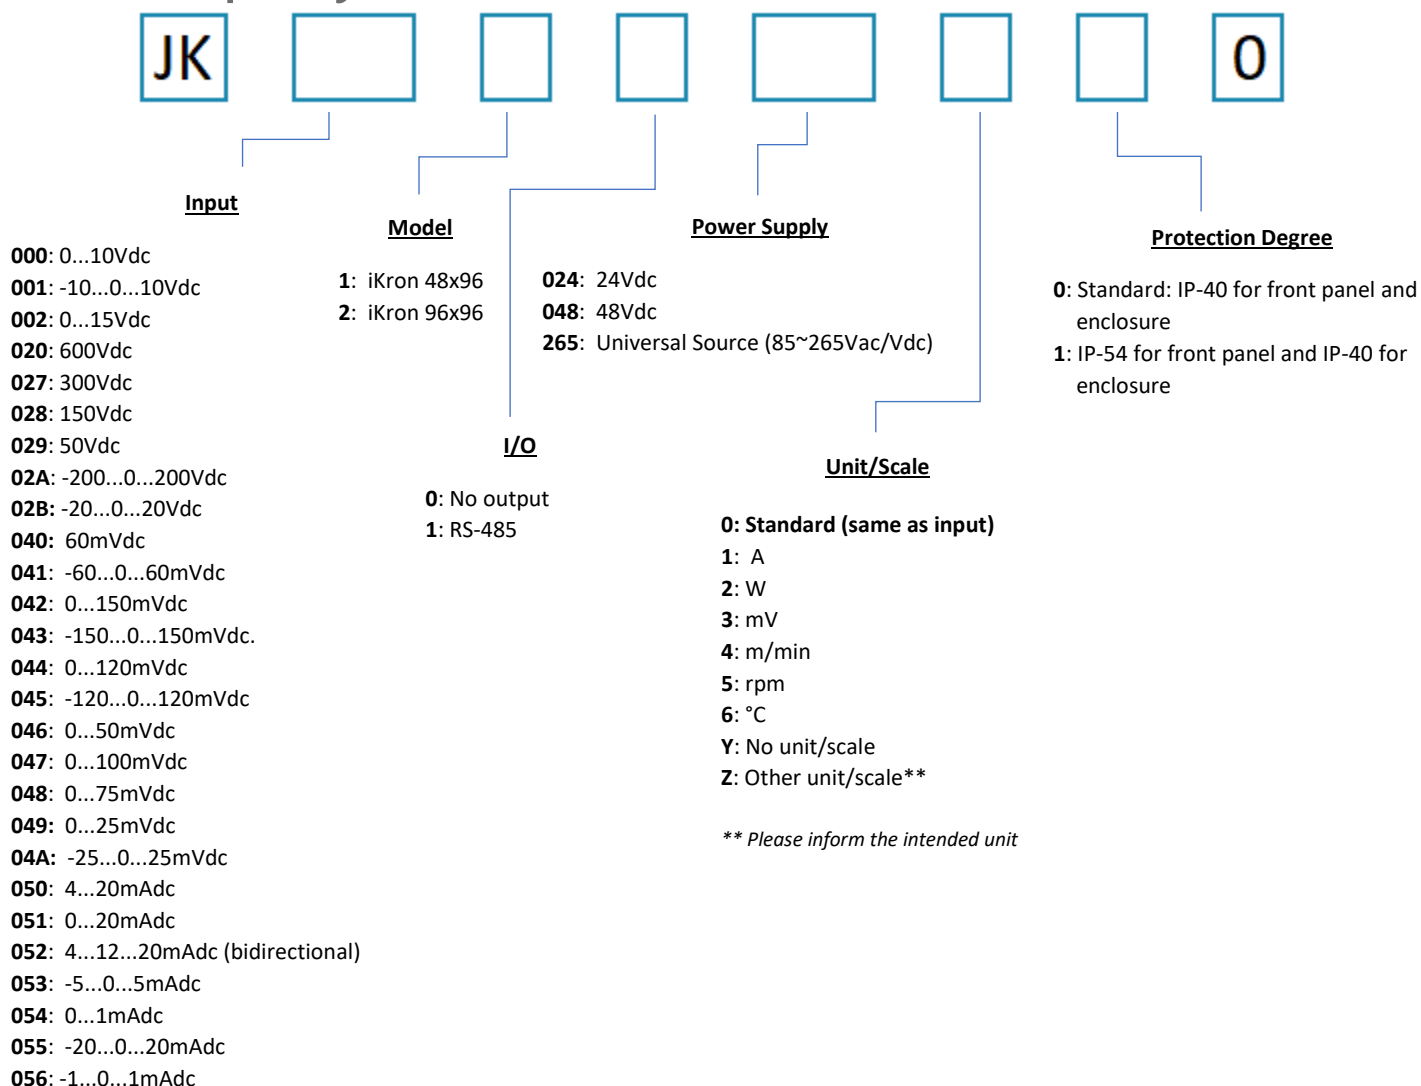 JK 0
Input
000: 0...10Vdc
001: -10...0...10Vdc
002: 0...15Vdc
020: 600Vdc
027: 300Vdc
028: 150Vdc
029: 50Vdc
02A: -200...0...200Vdc
02B: -20...0...20Vdc
040: 60mVdc
041: -60...0...60mVdc
042: 0...150mVdc
043: -150...0...150mVdc.
044: 0...120mVdc
045: -120...0...120mVdc
046: 0...50mVdc
047: 0...100mVdc
048: 0...75mVdc
049: 0...25mVdc
04A: -25...0...25mVdc
050: 4...20mAdc
051: 0...20mAdc
052: 4...12...20mAdc (bidirectional)
053: -5...0...5mAdc
054: 0...1mAdc
055: -20...0...20mAdc
056: -1...0...1mAdc
Model
1: iKron 48x96
2: iKron 96x96
I/O
0: No output
1: RS-485
Power Supply
024: 24Vdc
048: 48Vdc
265: Universal Source (85~265Vac/Vdc)
Unit/Scale
0: Standard (same as input)
1: A
2: W
3: mV
4: m/min
5: rpm
6: °C
Y: No unit/scale
Z: Other unit/scale**
** Please inform the intended unit
Protection Degree
0: Standard: IP-40 for front panel and
enclosure
1: IP-54 for front panel and IP-40 for
enclosure